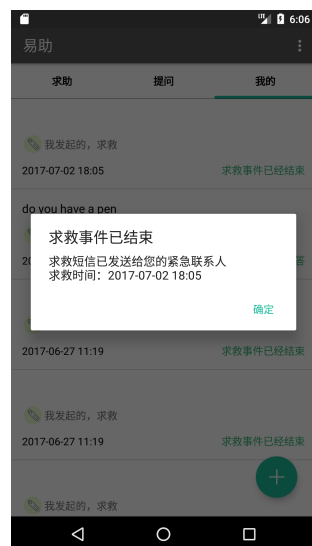 6:06
易助
求助
提问
我的
我发起的，求救
2017-07-02 18:05
求救事件已经结束
do you have a pen
求救事件已结束
求救短信已发送给您的紧急联系人
求救时间：2017-07-02 18:05
20
答
确定
2017-06-27 11:19
求救事件已经结束
我发起的，求救
2017-06-27 11:19
求救事件已经结束
我发起的，求救